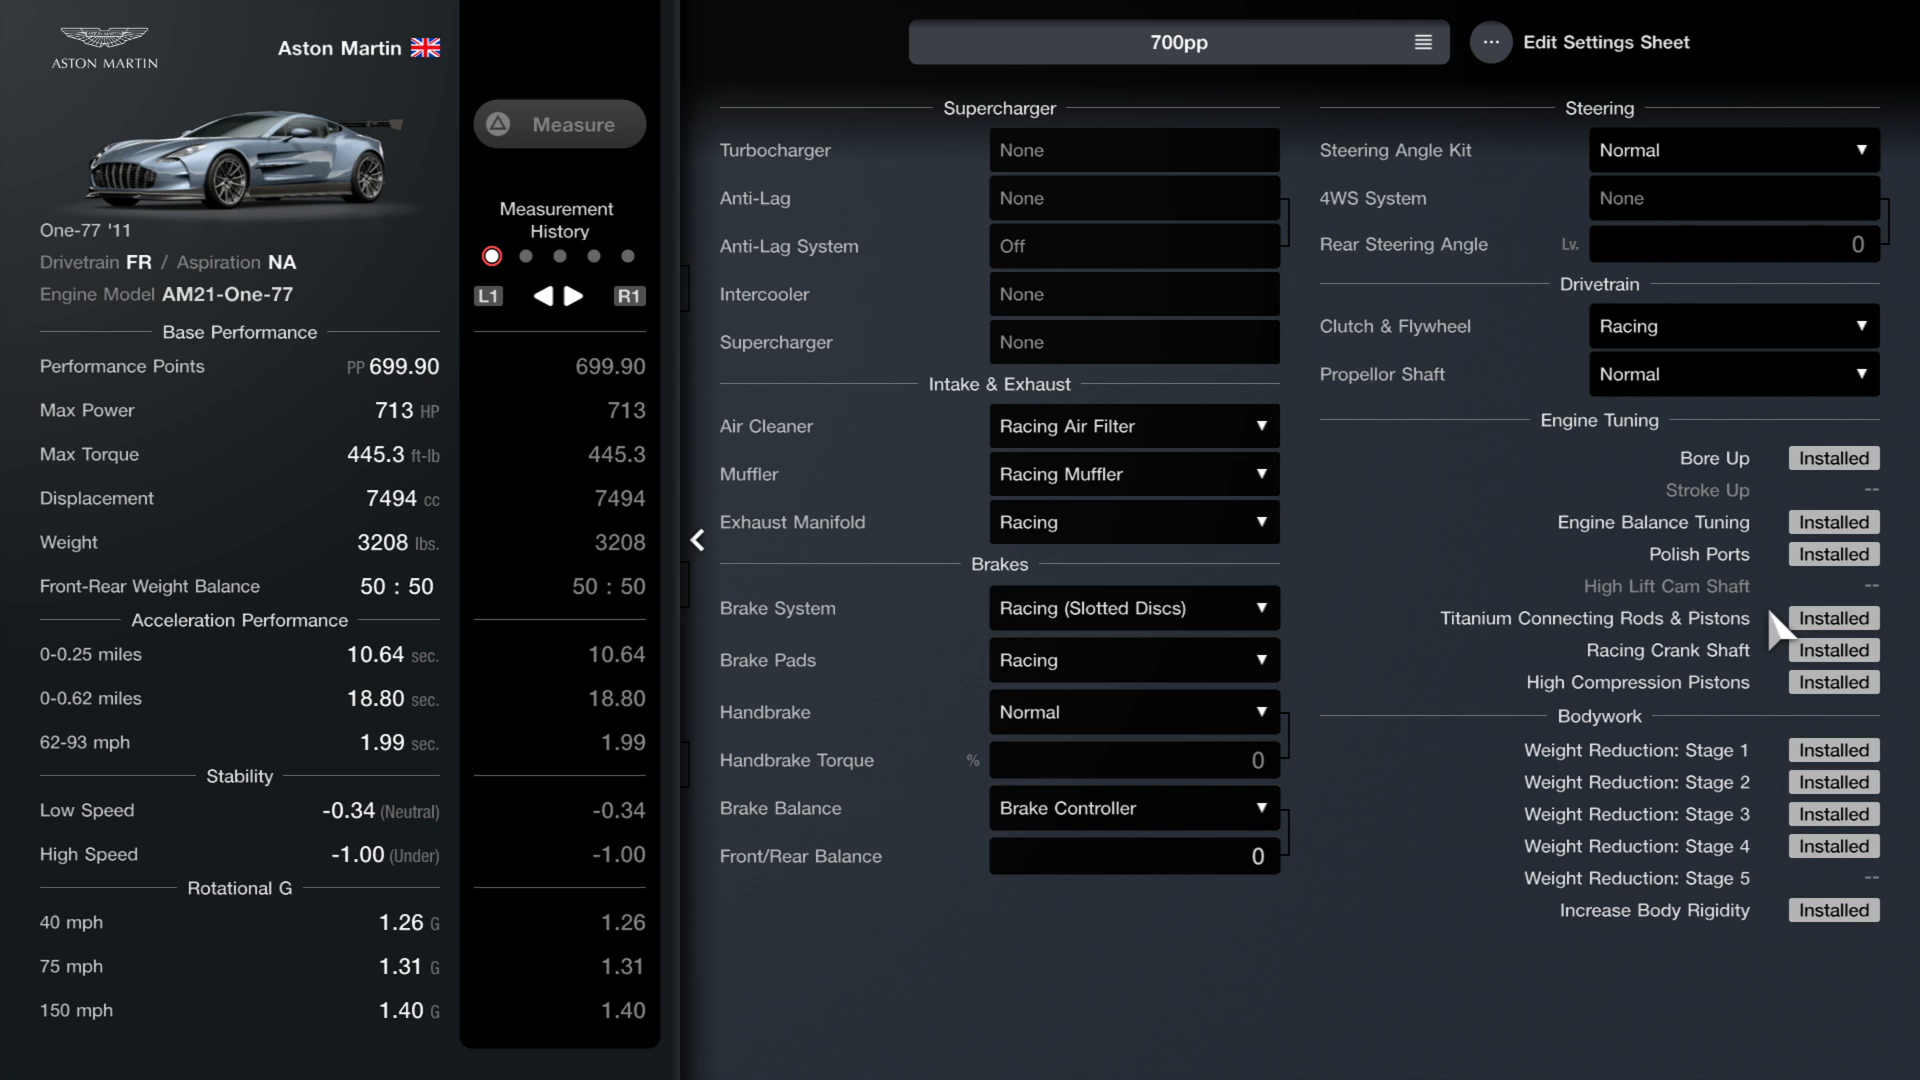 ASTON MARTIN
Aston Martin
One-77 '11
Drivetrain FR / Aspiration NA
Engine Model AM21-One-77
Base Performance
Performance Points PP 699.90
Max Power 713 HP
Max Torque 445.3 ft-lb
Displacement 7494 cc
Weight 3208 lbs.
Front-Rear Weight Balance 50 : 50
Acceleration Performance
0-0.25 miles 10.64 sec.
0-0.62 miles 18.80 sec.
62-93 mph 1.99 sec.
Stability
Low Speed -0.34 (Neutral)
High Speed -1.00 (Under)
Rotational G
40 mph 1.26 G
75 mph 1.31 G
150 mph 1.40 G
Measure
Measurement
History
L1 R1
699.90
713
445.3
7494
3208
50 : 50
10.64
18.80
1.99
-0.34
-1.00
1.26
1.31
1.40
700pp
Edit Settings Sheet
Supercharger
Turbocharger None
Anti-Lag None
Anti-Lag System Off
Intercooler None
Supercharger None
Intake & Exhaust
Air Cleaner Racing Air Filter
Muffler Racing Muffler
Exhaust Manifold Racing
Brakes
Brake System Racing (Slotted Discs)
Brake Pads Racing
Handbrake Normal
Handbrake Torque % 0
Brake Balance Brake Controller
Front/Rear Balance 0
Steering
Steering Angle Kit Normal
4WS System None
Rear Steering Angle Lv. 0
Drivetrain
Clutch & Flywheel Racing
Propellor Shaft Normal
Engine Tuning
Bore Up Installed
Stroke Up --
Engine Balance Tuning Installed
Polish Ports Installed
High Lift Cam Shaft --
Titanium Connecting Rods & Pistons Installed
Racing Crank Shaft Installed
High Compression Pistons Installed
Bodywork
Weight Reduction: Stage 1 Installed
Weight Reduction: Stage 2 Installed
Weight Reduction: Stage 3 Installed
Weight Reduction: Stage 4 Installed
Weight Reduction: Stage 5 --
Increase Body Rigidity Installed